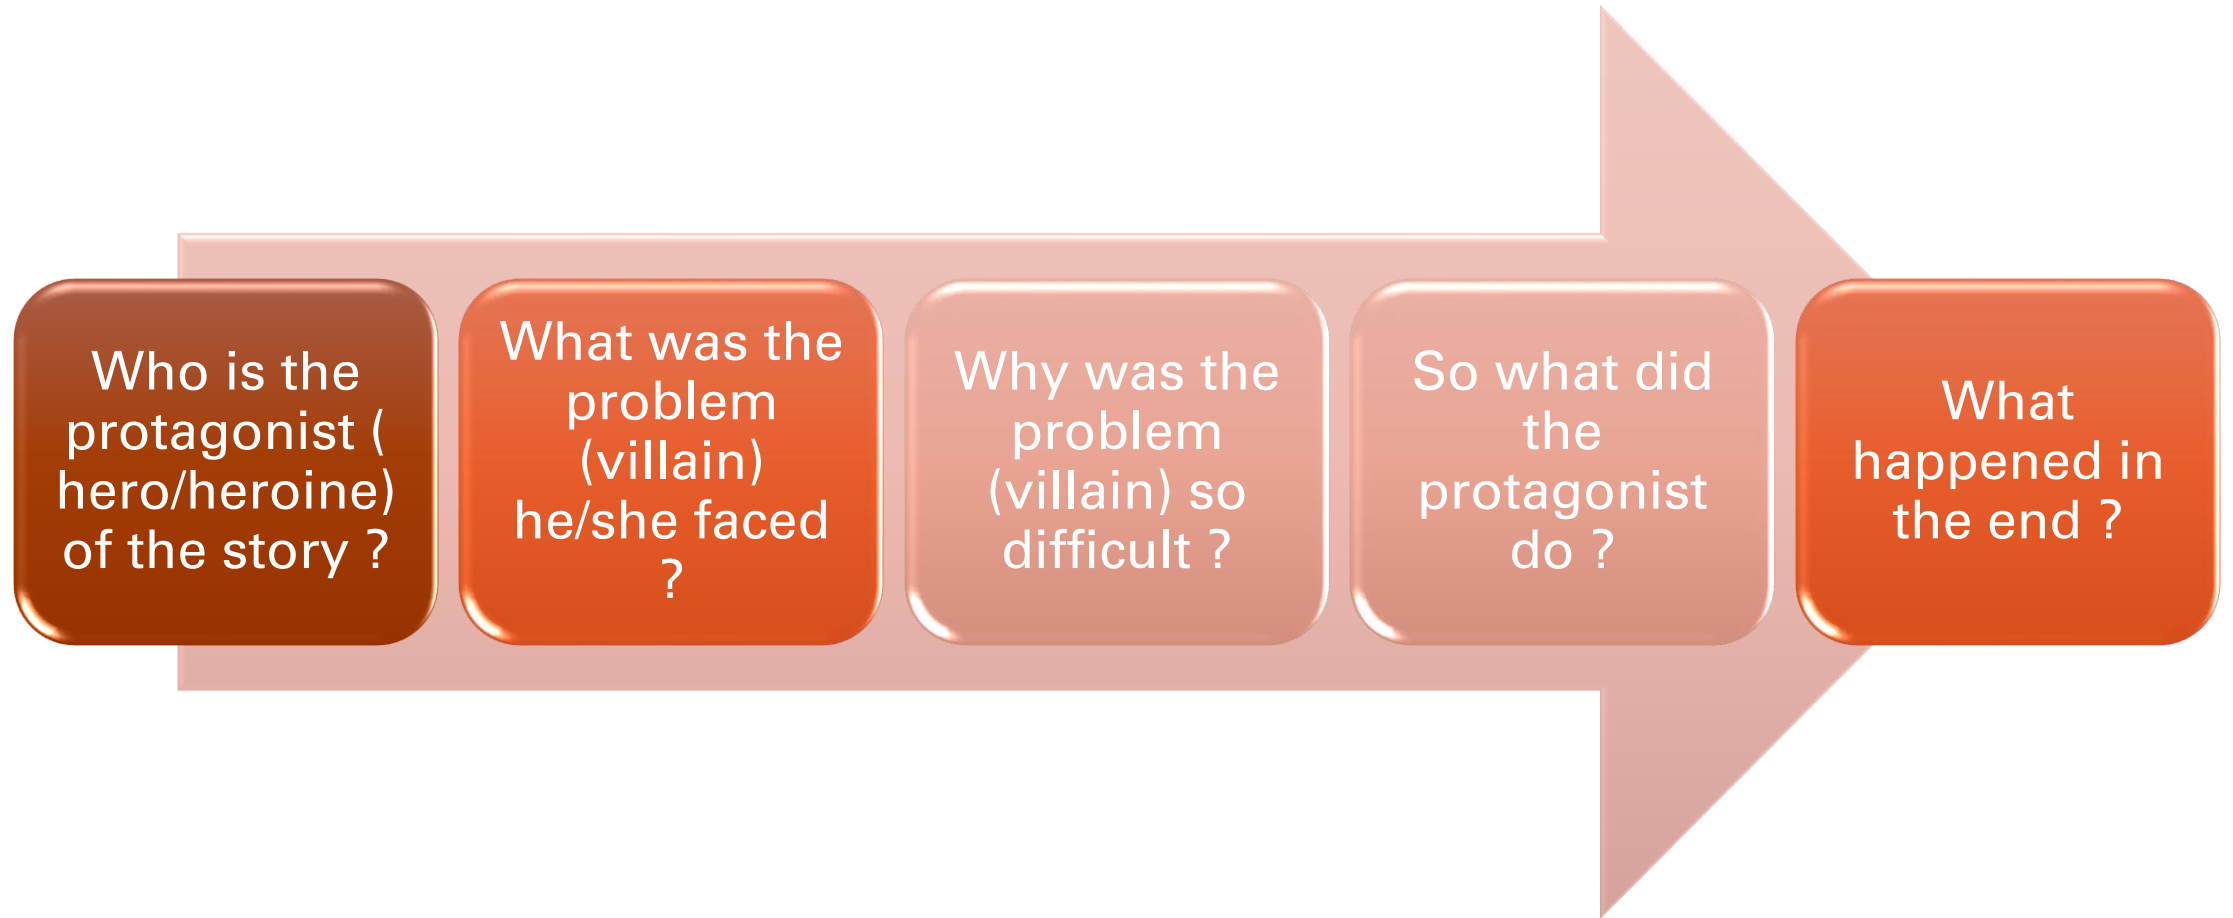 Who is the
protagonist (
hero/heroine)
of the story ?
What was the
problem
(villain)
he/she faced
?
Why was the
problem
(villain) so
difficult ?
So what did
the
protagonist
do ?
What
happened in
the end ?